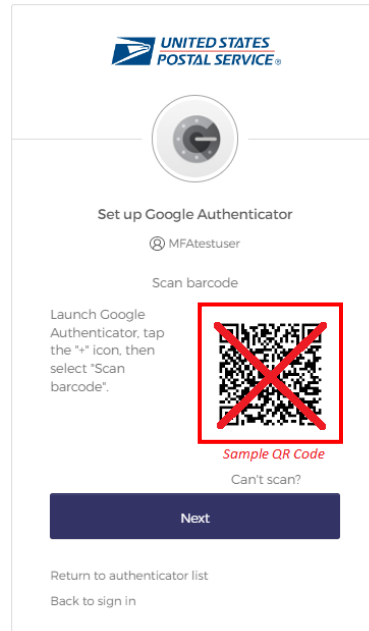 UNITED STATES
POSTAL SERVICE®
Set up Google Authenticator
MFAtestuser
Scan barcode
Launch Google
Authenticator, tap
the "+" icon, then
select "Scan
barcode".
Sample QR Code
Can't scan?
Next
Return to authenticator list
Back to sign in